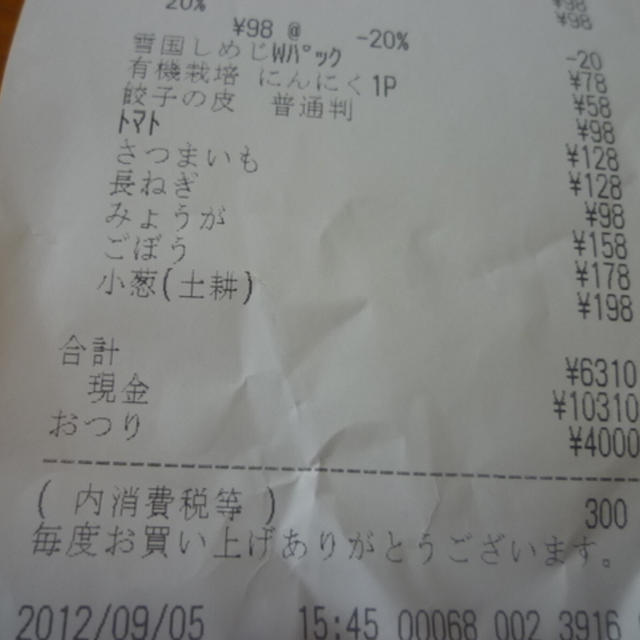 20% ¥98
¥98 @ -20% -20
雪国しめじWパック ¥78
有機栽培 にんにく1P ¥58
餃子の皮 普通判 ¥98
トマト ¥128
さつまいも ¥128
長ねぎ ¥98
みょうが ¥158
ごぼう ¥178
小葱(土耕) ¥198
合計 ¥6310
現金 ¥10310
おつり ¥4000
( 内消費税等 ) 300
毎度お買い上げありがとうございます。
2012/09/05 15:45 00068 002 3916